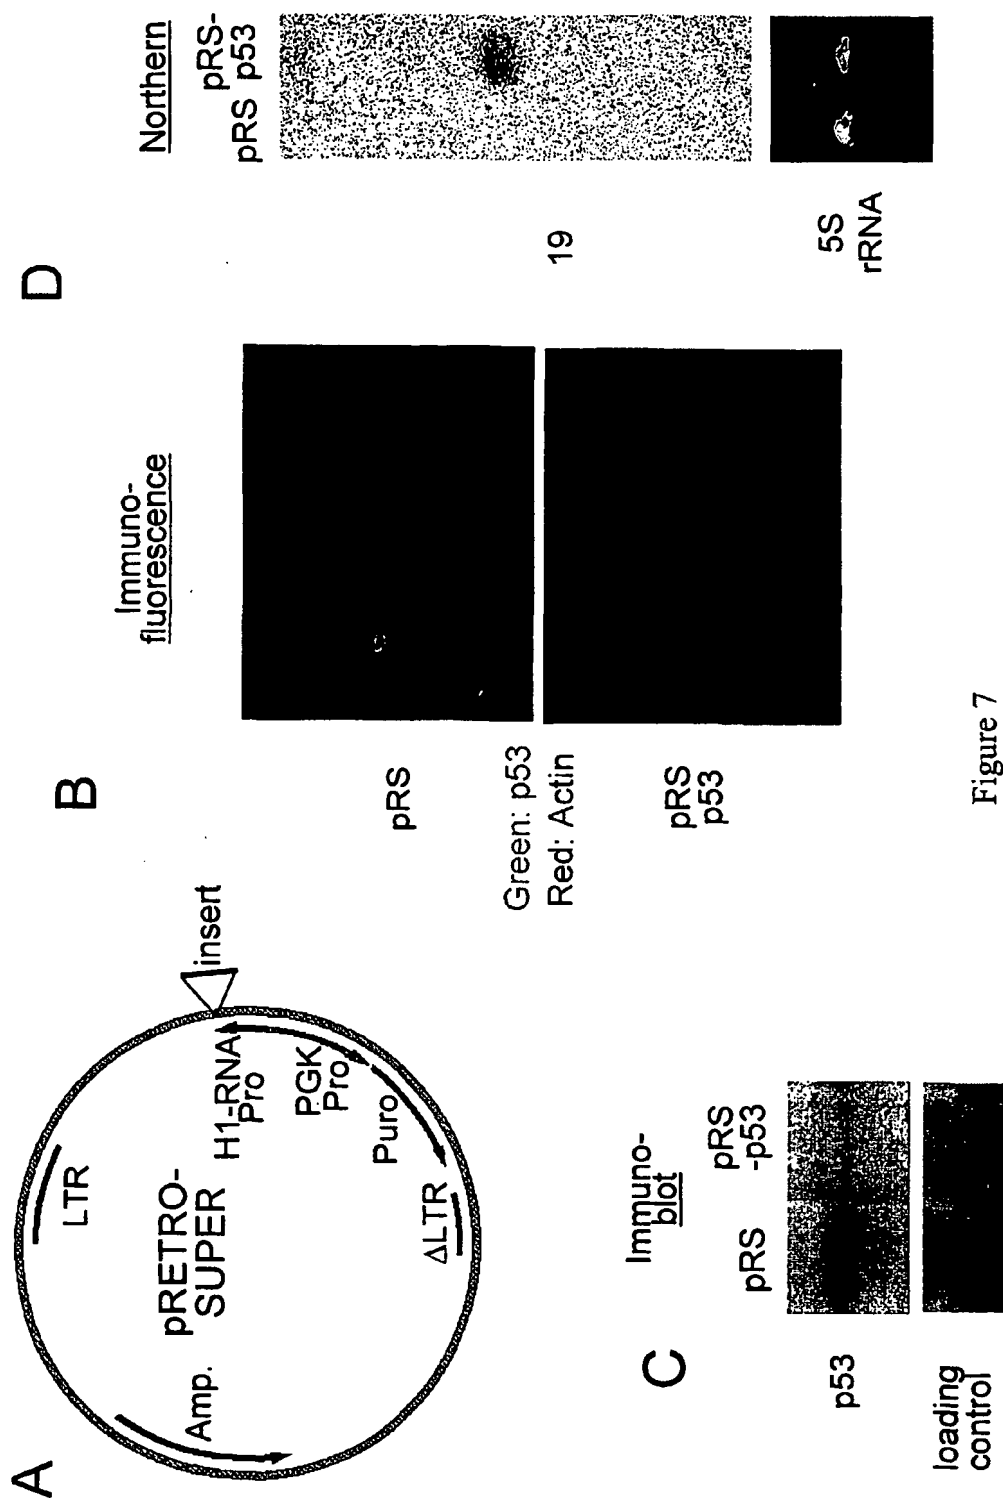 A
LTR
pRETRO-
SUPER
Amp.
H1-RNA
Pro
PGK
Pro
Puro
ΔLTR
insert
B
Immuno-
fluorescence
pRS
Green: p53
Red: Actin
pRS
p53
C
Immuno-
blot
pRS
pRS
-p53
p53
loading
control
D
Northern
pRS
pRS-
p53
19
5S
rRNA
Figure 7